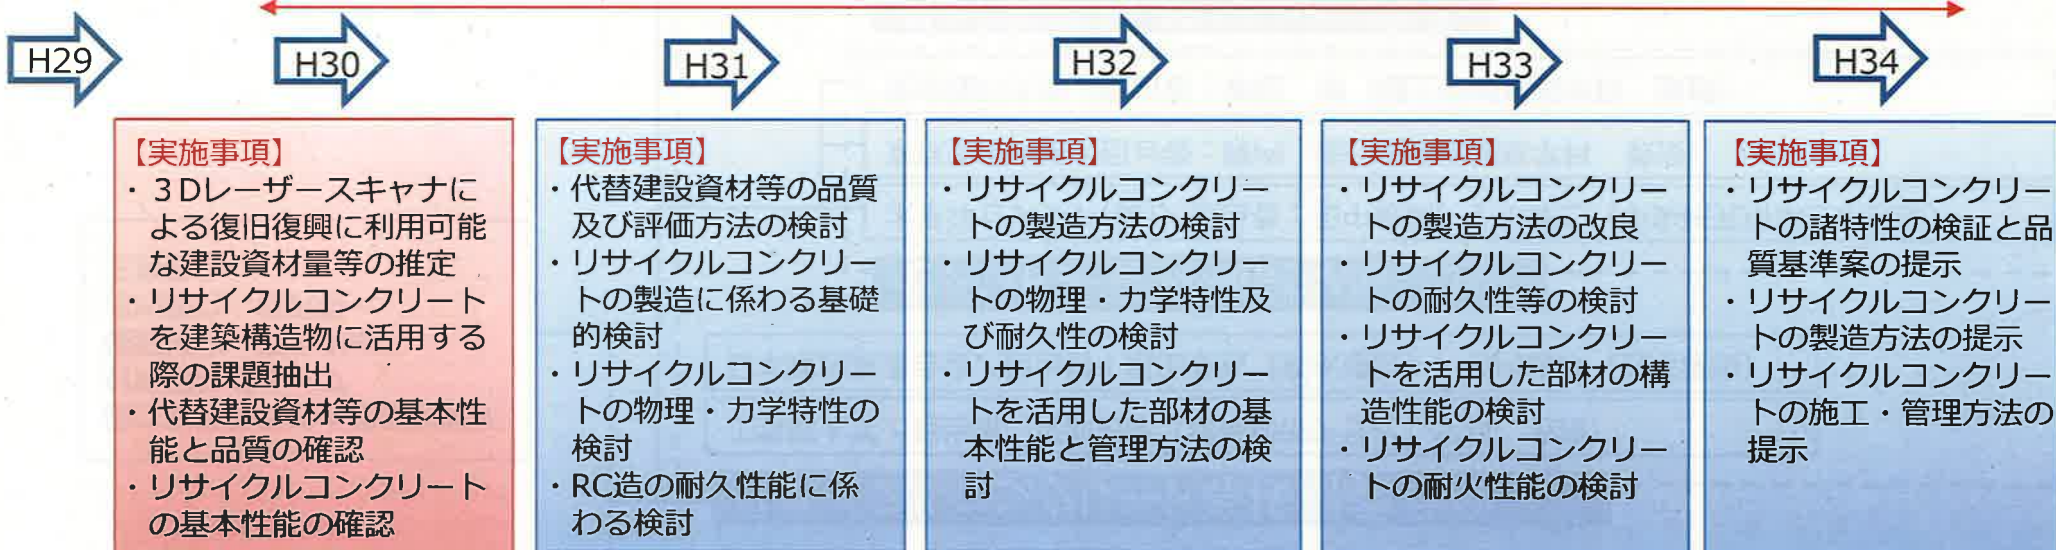 H29
H30
H31
H32
H33
H34
【実施事項】
・３Dレーザースキャナに
よる復旧復興に利用可能
な建設資材量等の推定
・リサイクルコンクリート
を建築構造物に活用する
際の課題抽出
・代替建設資材等の基本性
能と品質の確認
・リサイクルコンクリート
の基本性能の確認
【実施事項】
・代替建設資材等の品質
及び評価方法の検討
・リサイクルコンクリー
トの製造に係わる基礎
的検討
・リサイクルコンクリー
トの物理・力学特性の
検討
・RC造の耐久性能に係
わる検討
【実施事項】
・リサイクルコンクリー
トの製造方法の検討
・リサイクルコンクリー
トの物理・力学特性及
び耐久性の検討
・リサイクルコンクリー
トを活用した部材の基
本性能と管理方法の検
討
【実施事項】
・リサイクルコンクリー
トの製造方法の改良
・リサイクルコンクリー
トの耐久性等の検討
・リサイクルコンクリー
トを活用した部材の構
造性能の検討
・リサイクルコンクリー
トの耐火性能の検討
【実施事項】
・リサイクルコンクリー
トの諸特性の検証と品
質基準案の提示
・リサイクルコンクリー
トの製造方法の提示
・リサイクルコンクリー
トの施工・管理方法の
提示